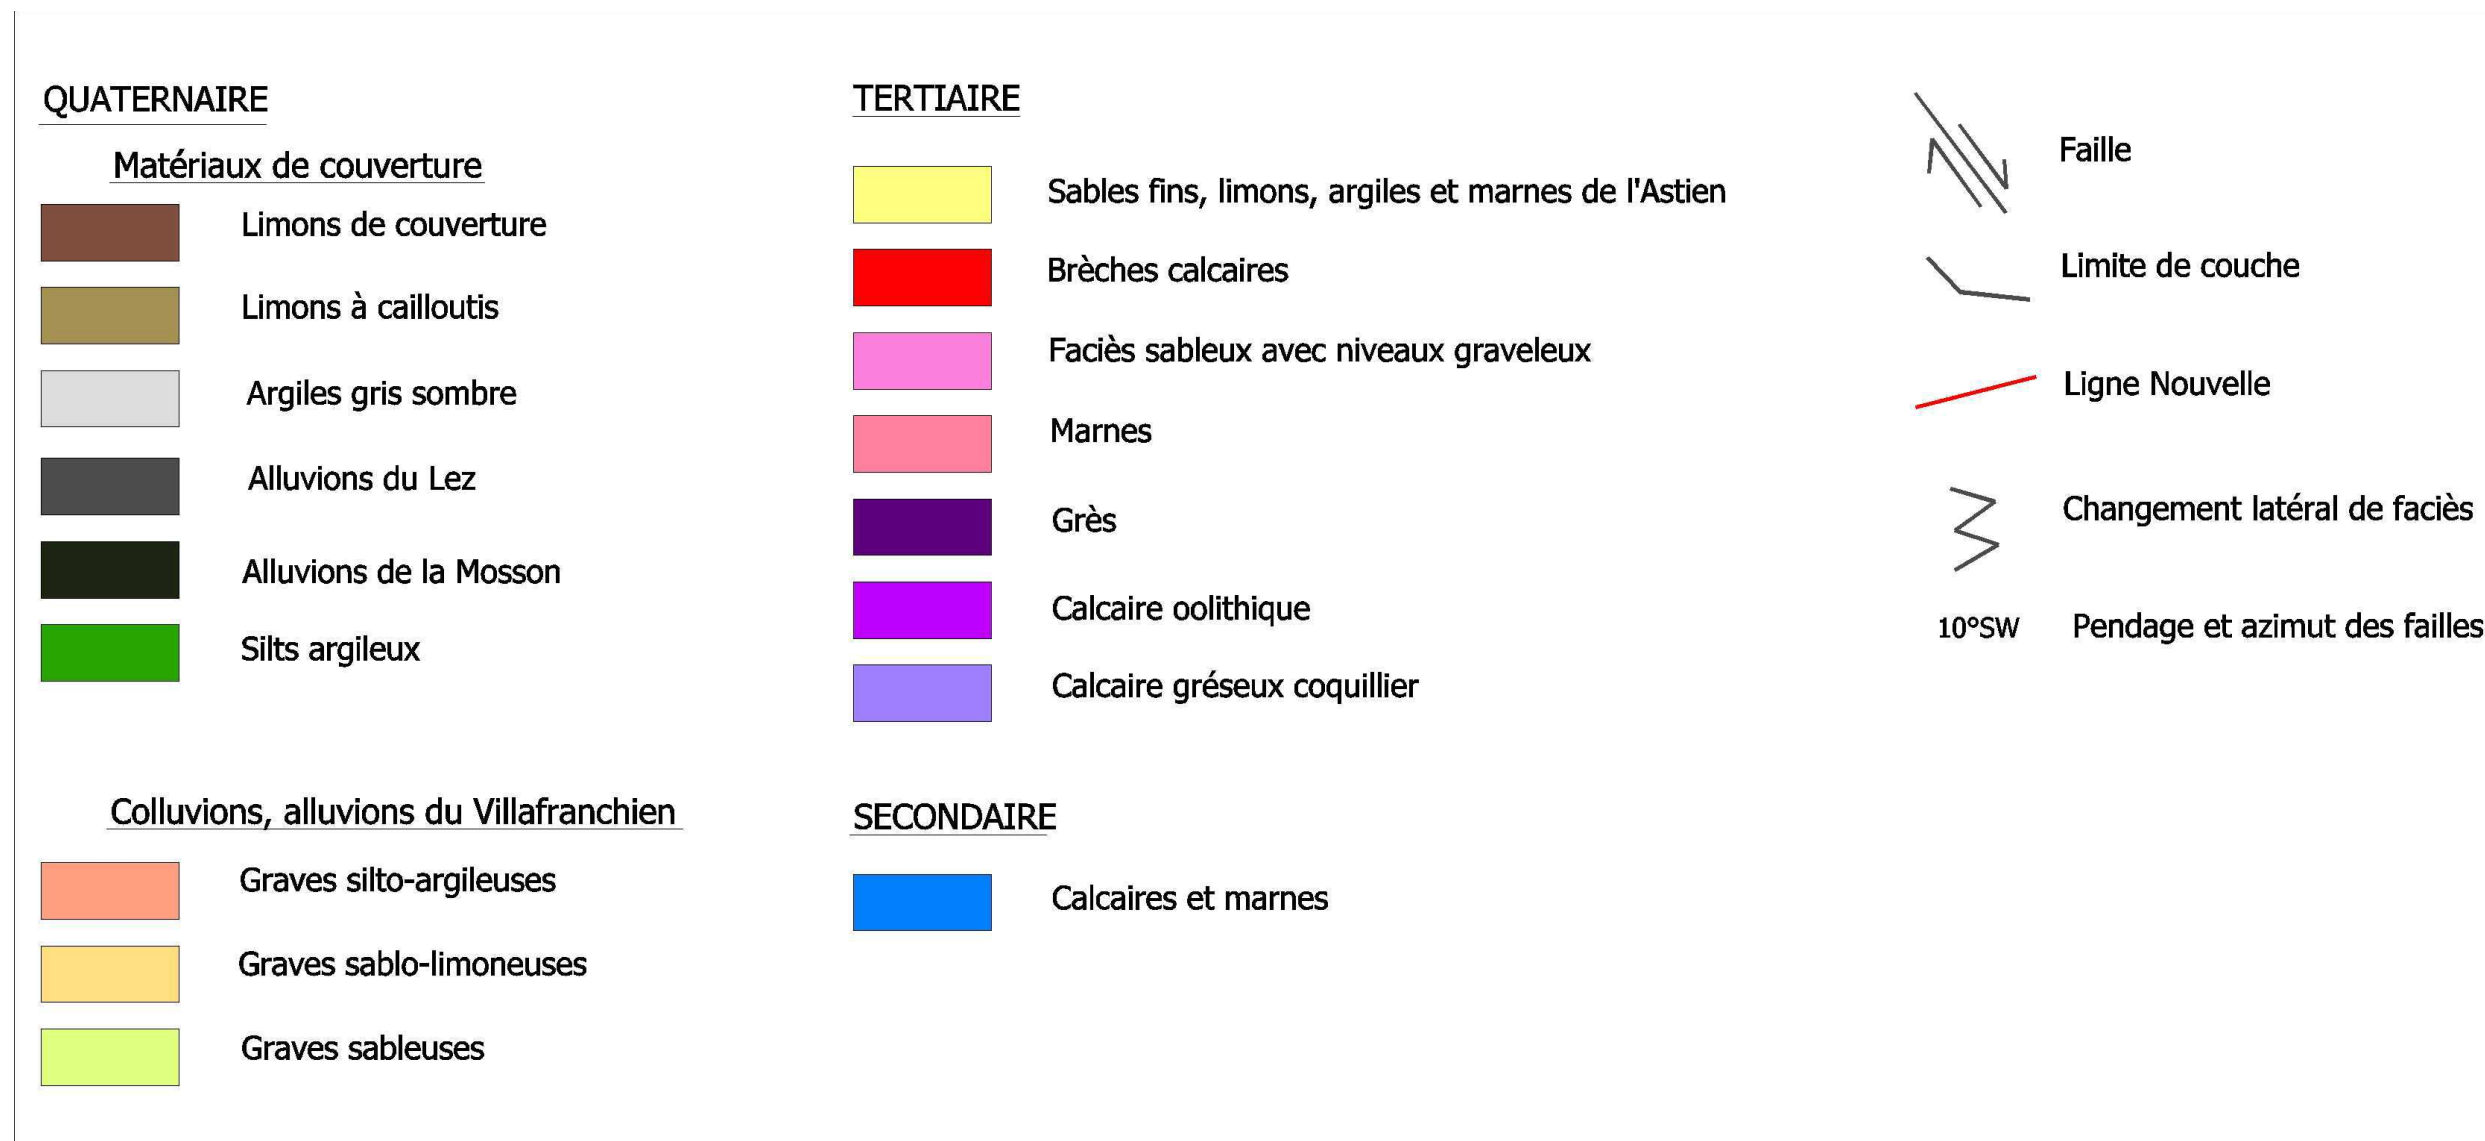 QUATERNAIRE
Matériaux de couverture
Limons de couverture
Limons à cailloutis
Argiles gris sombre
Alluvions du Lez
Alluvions de la Mosson
Silts argileux
Colluvions, alluvions du Villafranchien
Graves silto-argileuses
Graves sablo-limoneuses
Graves sableuses
TERTIAIRE
Sables fins, limons, argiles et marnes de l'Astien
Brèches calcaires
Faciès sableux avec niveaux graveleux
Marnes
Grès
Calcaire oolithique
Calcaire gréseux coquillier
SECONDAIRE
Calcaires et marnes
Faille
Limite de couche
Ligne Nouvelle
Changement latéral de faciès
10°SW Pendage et azimut des failles